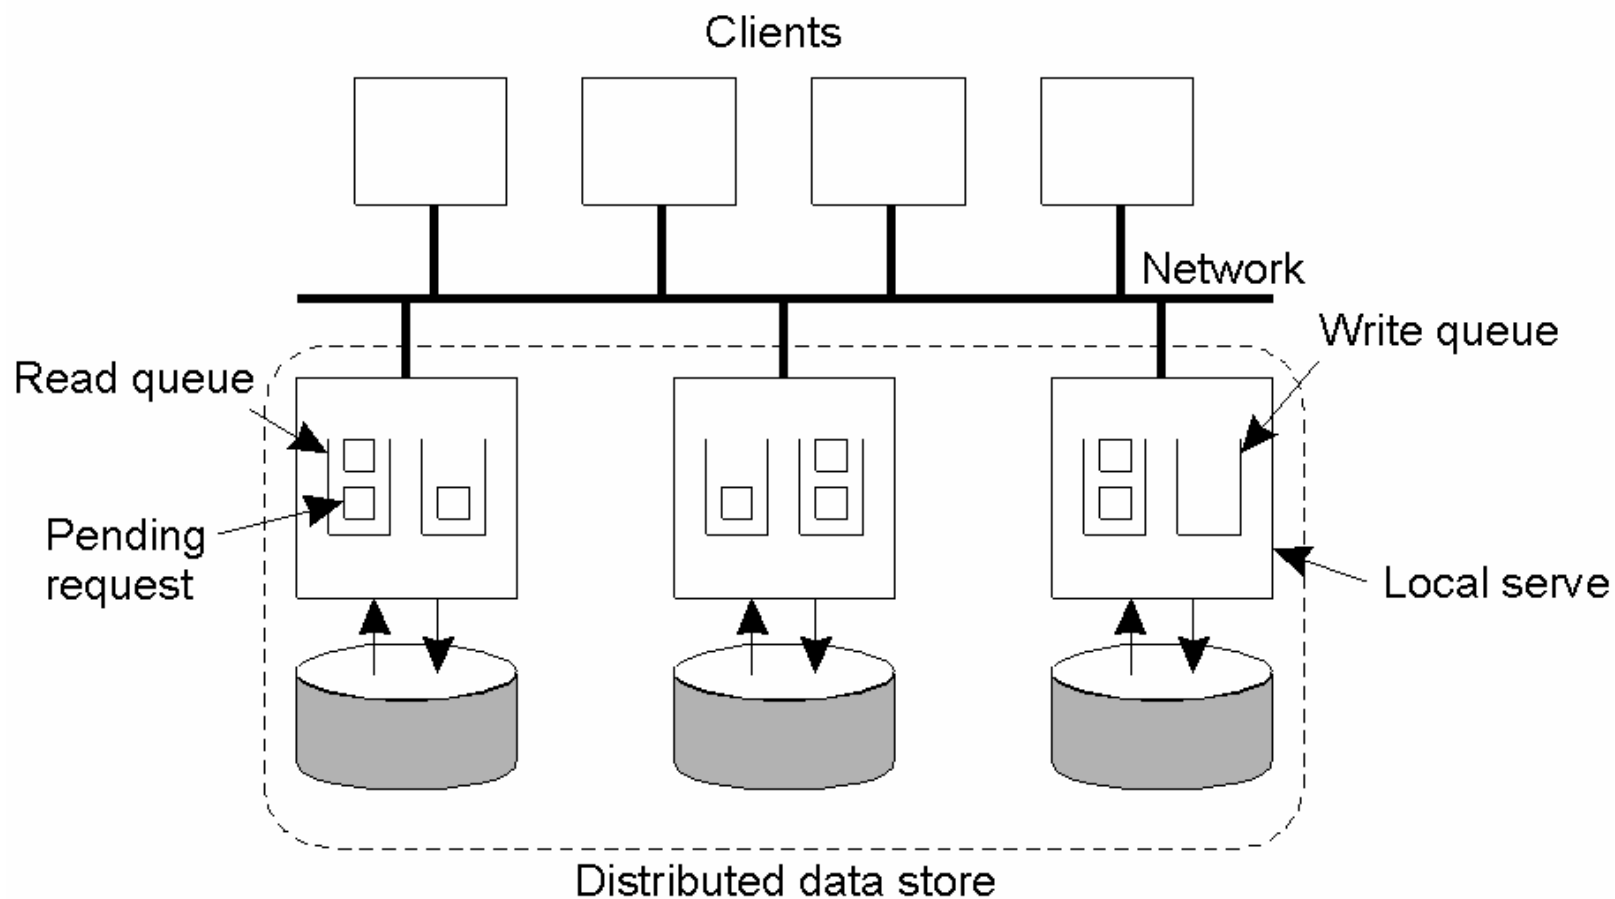 Clients
Network
Write queue
Read queue
Pending
request
Local serve
Distributed data store